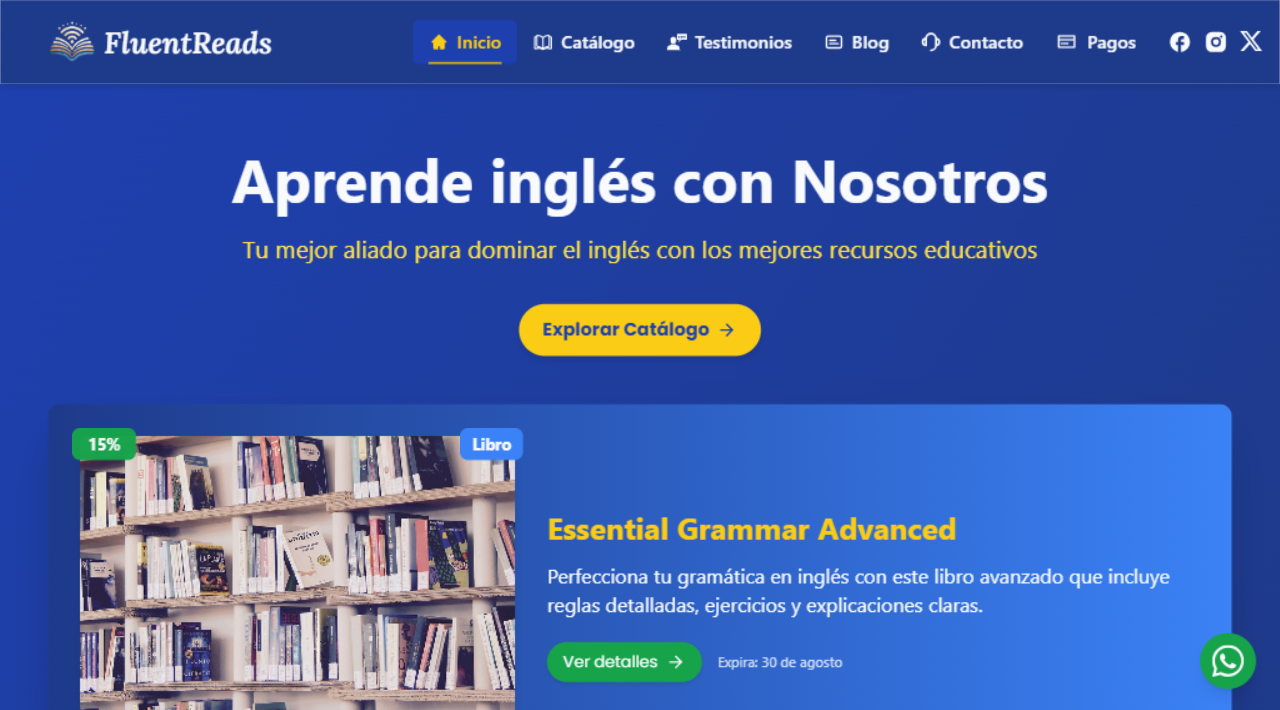 FluentReads
Inicio
Catálogo
Testimonios
Blog
Contacto
Pagos
Aprende inglés con Nosotros
Tu mejor aliado para dominar el inglés con los mejores recursos educativos
Explorar Catálogo →
15%
Libro
Essential Grammar Advanced
Perfecciona tu gramática en inglés con este libro avanzado que incluye
reglas detalladas, ejercicios y explicaciones claras.
Ver detalles →
Expira: 30 de agosto